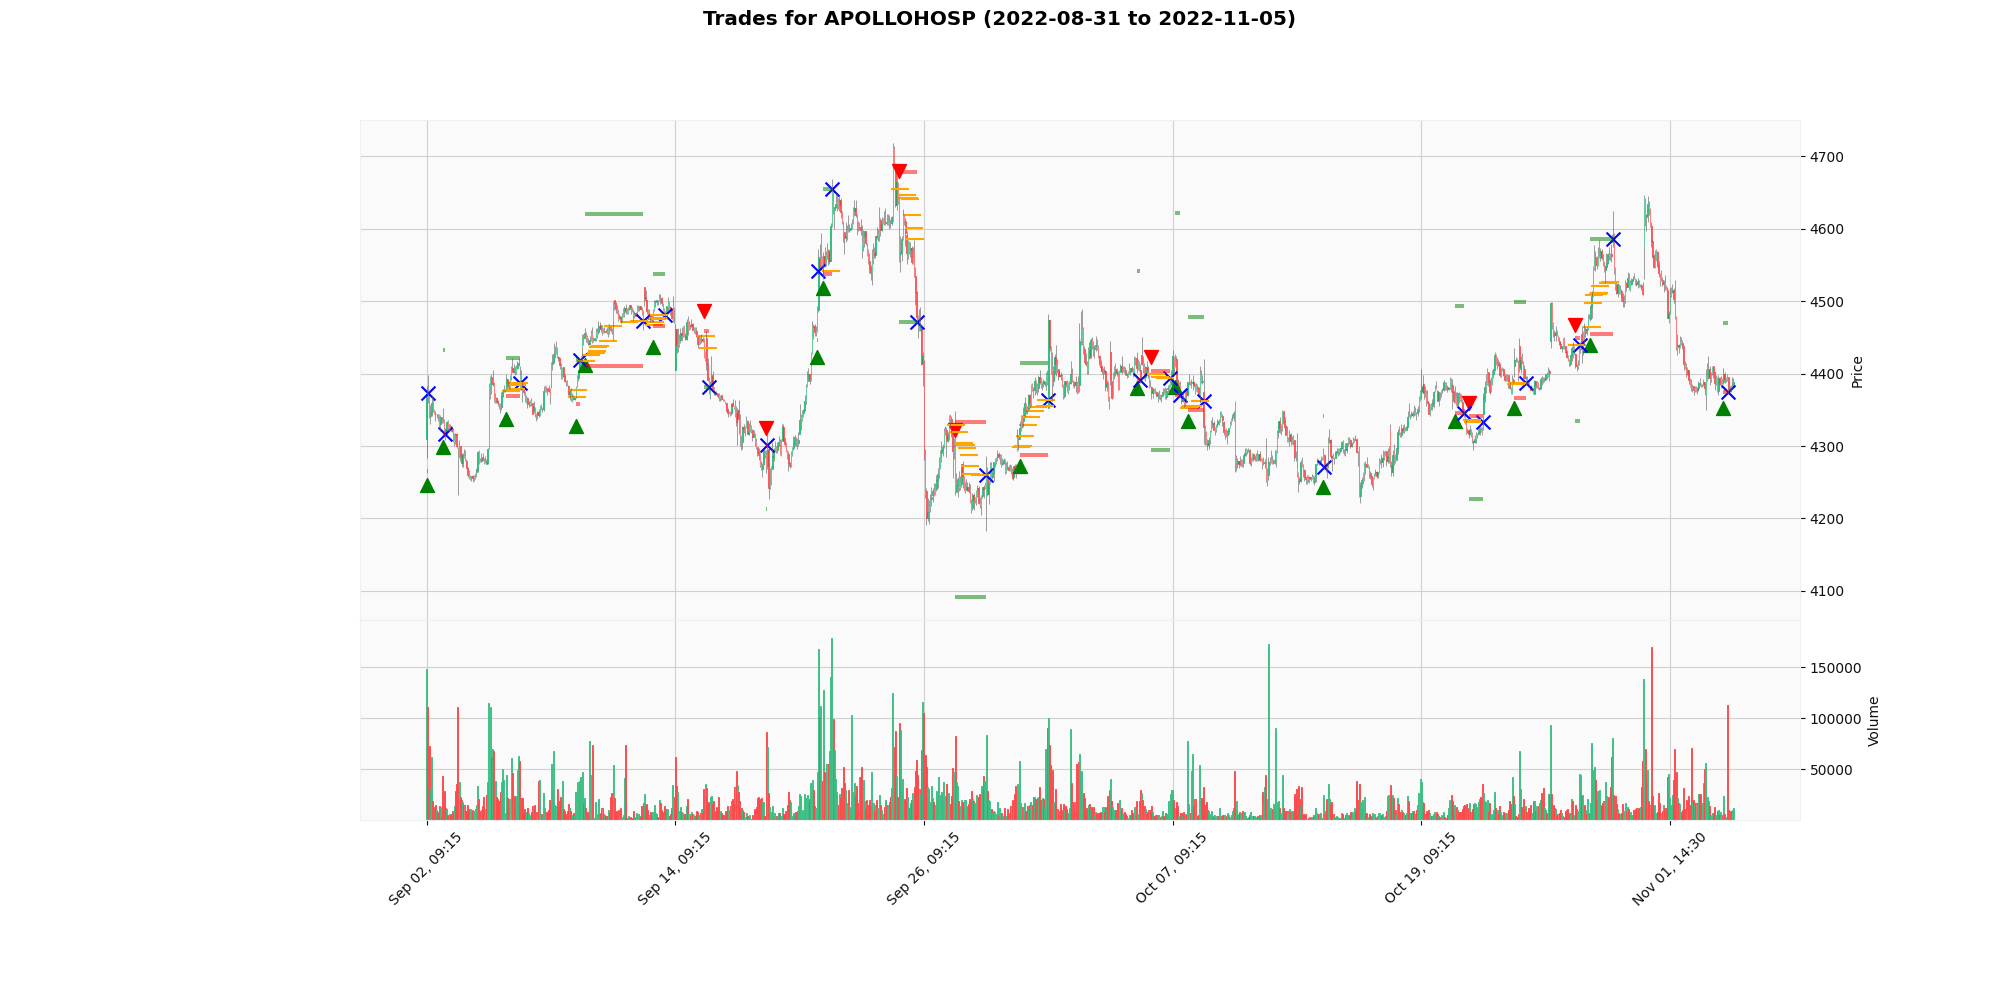 Trades for APOLLOHOSP (2022-08-31 to 2022-11-05)
4700
4600
4500
4400
4300
4200
4100
Price
150000
100000
50000
Volume
Sep 02, 09:15
Sep 14, 09:15
Sep 26, 09:15
Oct 07, 09:15
Oct 19, 09:15
Nov 01, 14:30